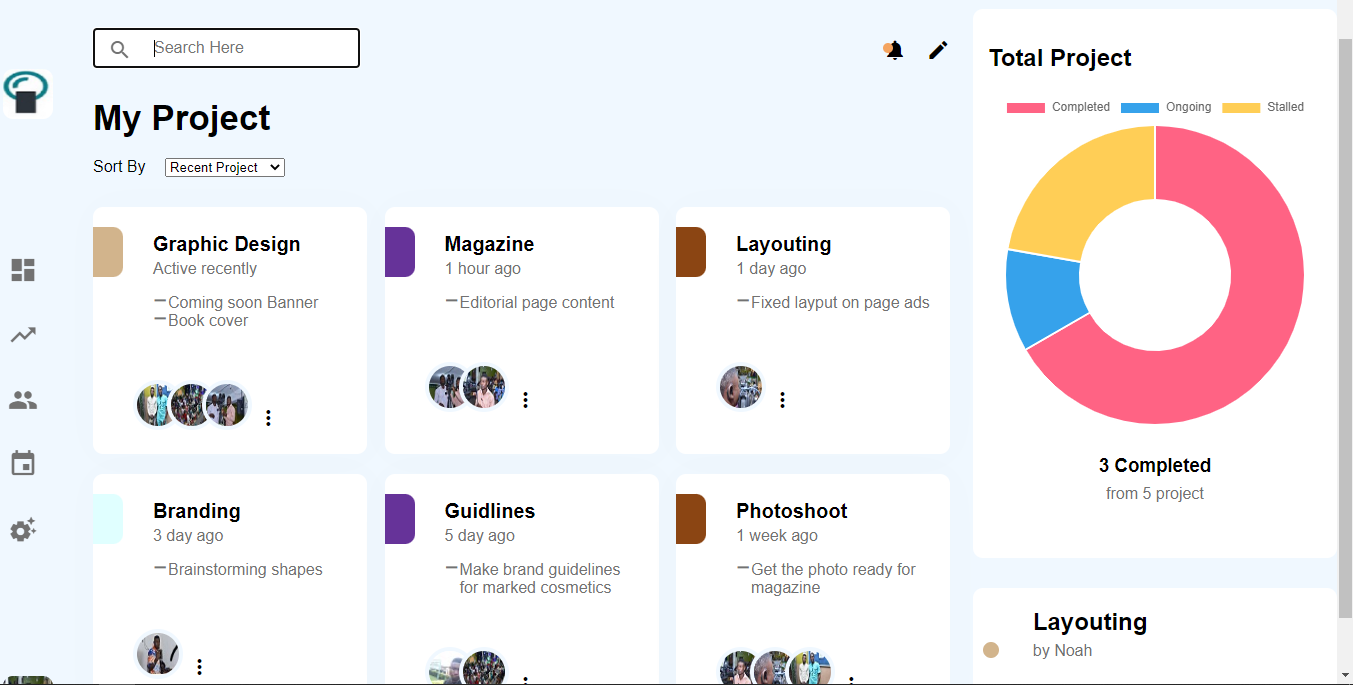 Search Here
My Project
Sort By Recent Project
Graphic Design
Active recently
Coming soon Banner
Book cover
Magazine
1 hour ago
Editorial page content
Layouting
1 day ago
Fixed layput on page ads
Branding
3 day ago
Brainstorming shapes
Guidlines
5 day ago
Make brand guidelines
for marked cosmetics
Photoshoot
1 week ago
Get the photo ready for
magazine
Total Project
Completed Ongoing Stalled
3 Completed
from 5 project
Layouting
by Noah